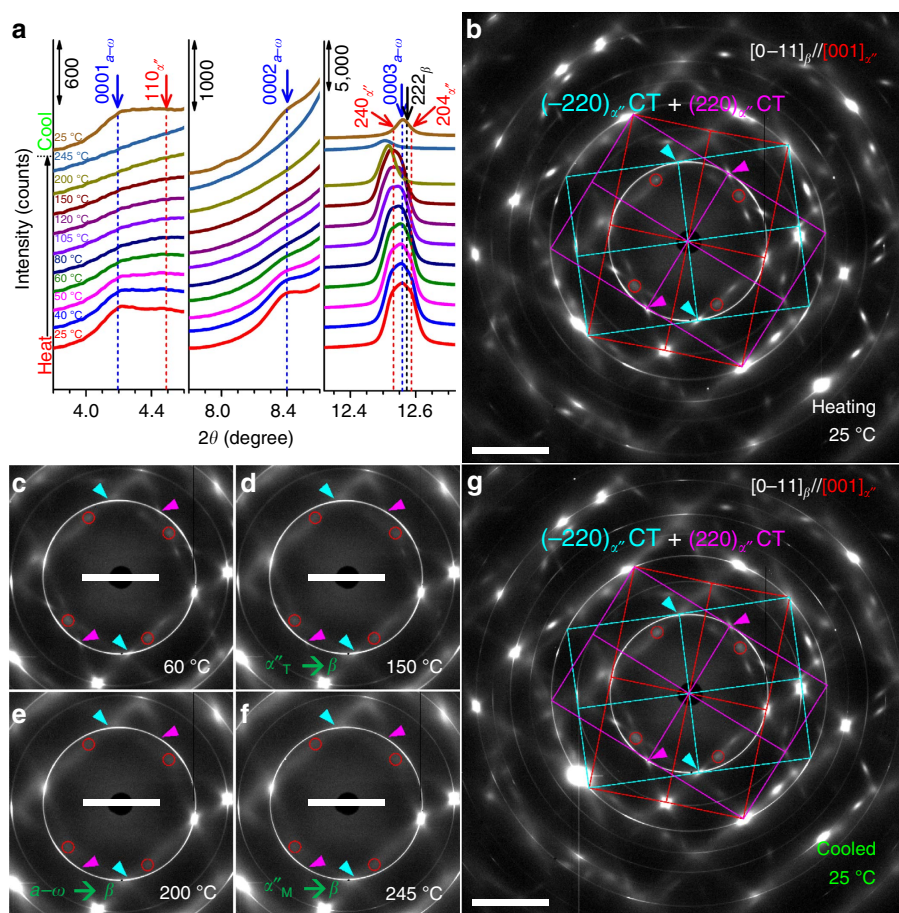 a
600
0001a–ω
110α″
1000
0002a–ω
5,000
240α″
0003a–ω
222β
204α″
Intensity (counts)
Cool
Heat
25 °C
245 °C
200 °C
150 °C
120 °C
105 °C
80 °C
60 °C
50 °C
40 °C
25 °C
4.0 4.4 8.0 8.4 12.4 12.6
2θ (degree)
b
[0–11]β//[001]α″
(–220)α″CT + (220)α″CT
Heating
25 °C
c
60 °C
d
α″T → β
150 °C
e
a–ω → β
200 °C
f
α″M → β
245 °C
g
[0–11]β//[001]α″
(–220)α″CT + (220)α″CT
Cooled
25 °C